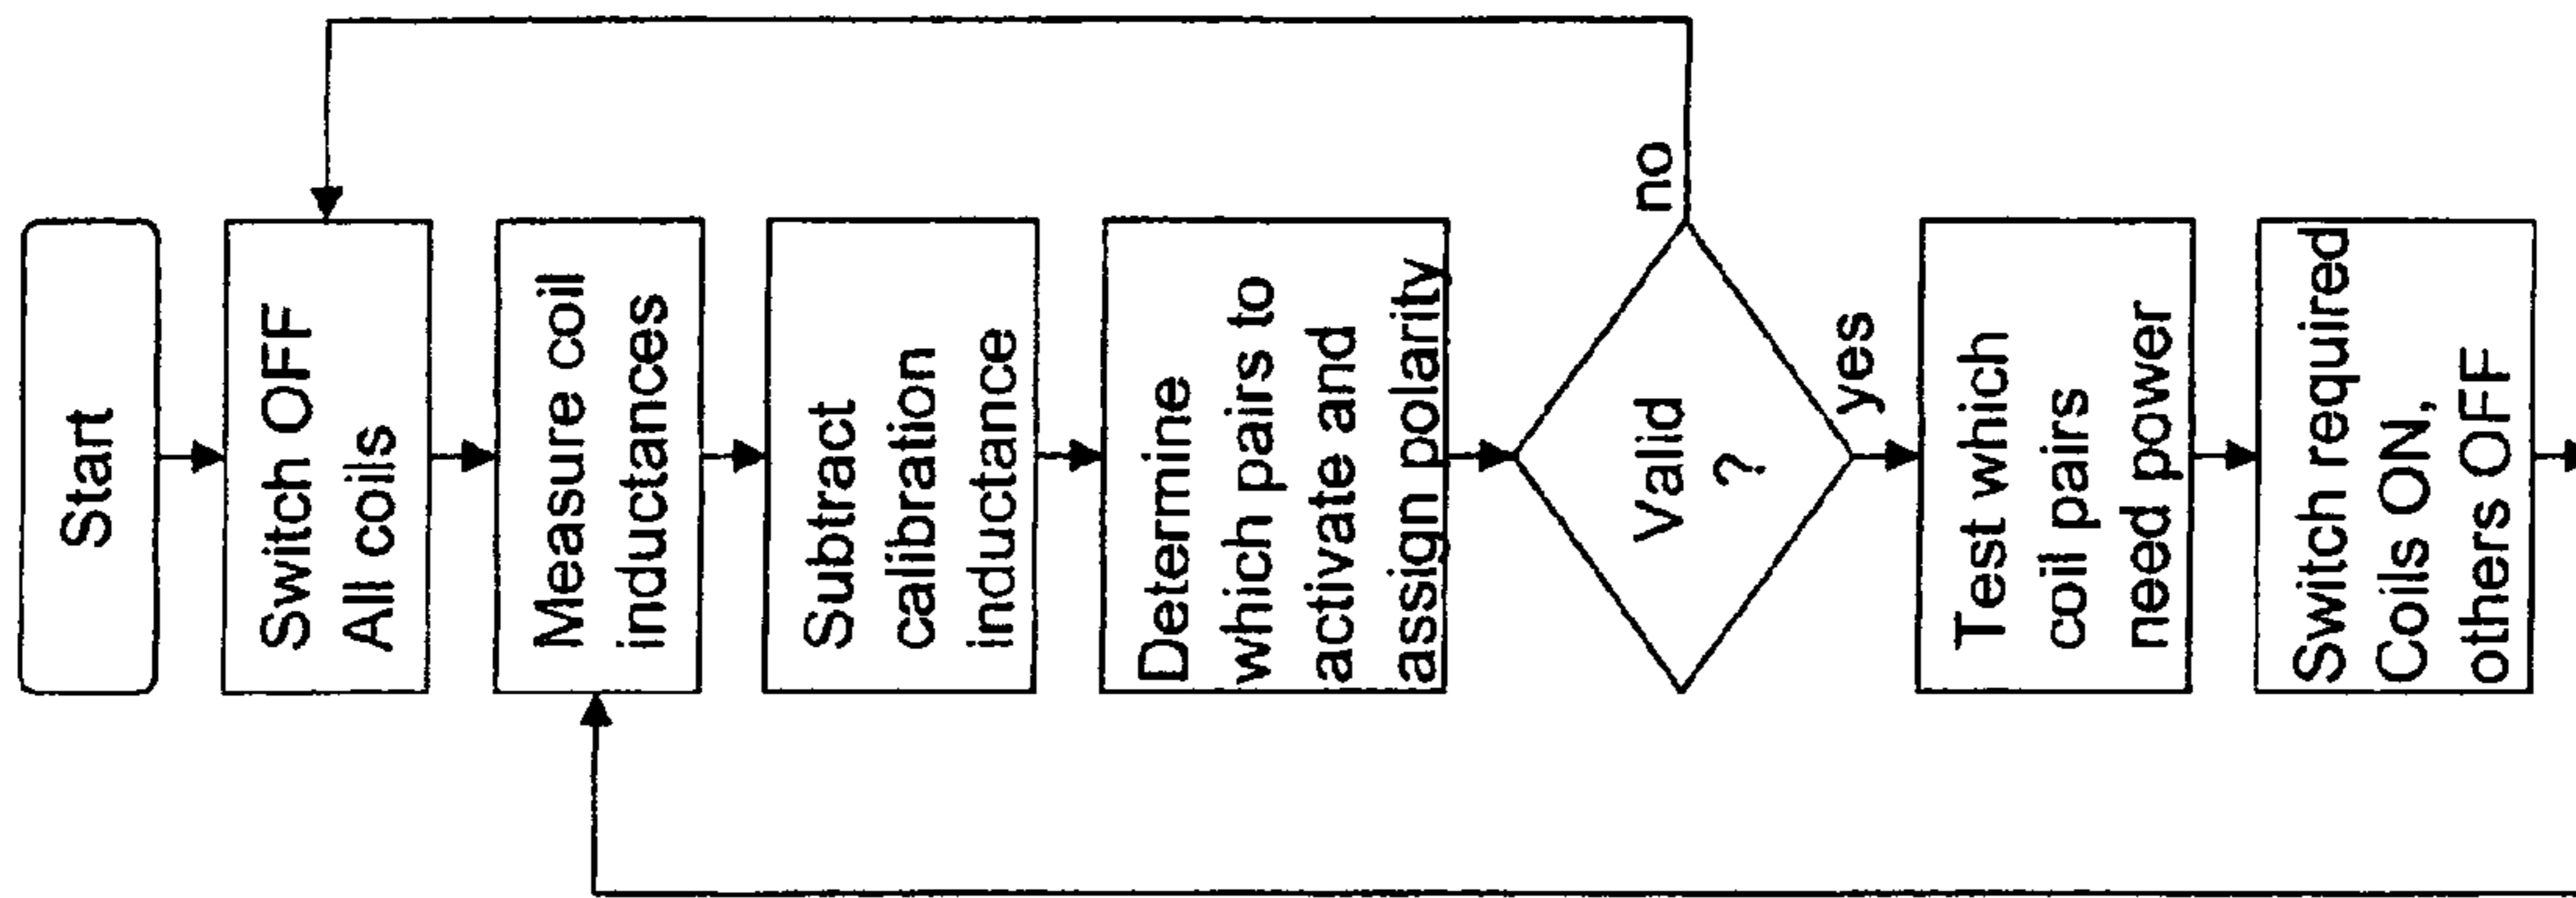 Start
Switch OFF
All coils
Measure coil
inductances
Subtract
calibration
inductance
Determine
which pairs to
activate and
assign polarity
Valid
?
no
yes
Test which
coil pairs
need power
Switch required
Coils ON,
others OFF